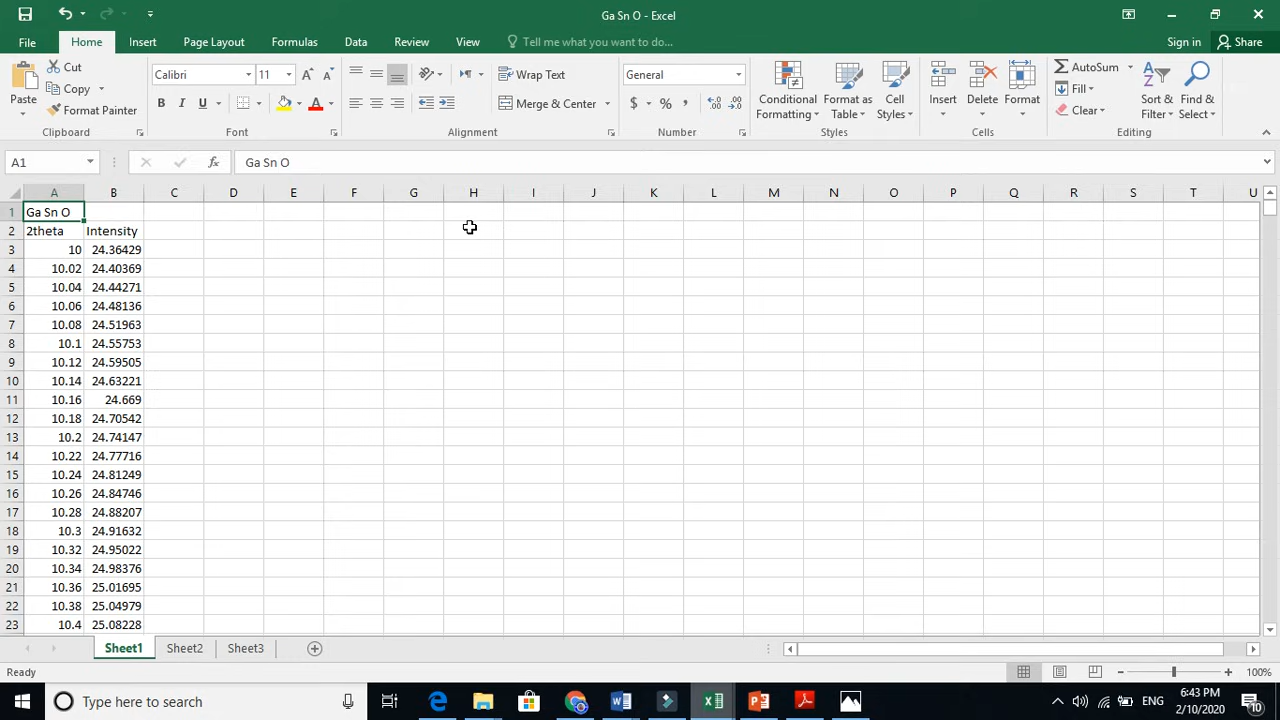 Ga Sn O - Excel
File Home Insert Page Layout Formulas Data Review View Tell me what you want to do... Sign in Share
Paste Cut Copy Format Painter Clipboard
Calibri 11 B I U A Font
Wrap Text Merge & Center Alignment
General $ % , Number
Conditional Formatting Format as Table Cell Styles Styles
Insert Delete Format Cells
AutoSum Fill Clear Sort & Filter Find & Select Editing
A1 fx Ga Sn O
A B C D E F G H I J K L M N O P Q R S T U
1 Ga Sn O
2 2theta Intensity
3 10 24.36429
4 10.02 24.40369
5 10.04 24.44271
6 10.06 24.48136
7 10.08 24.51963
8 10.1 24.55753
9 10.12 24.59505
10 10.14 24.63221
11 10.16 24.669
12 10.18 24.70542
13 10.2 24.74147
14 10.22 24.77716
15 10.24 24.81249
16 10.26 24.84746
17 10.28 24.88207
18 10.3 24.91632
19 10.32 24.95022
20 10.34 24.98376
21 10.36 25.01695
22 10.38 25.04979
23 10.4 25.08228
Sheet1 Sheet2 Sheet3
Ready 100%
Type here to search ENG 6:43 PM
2/10/2020 10